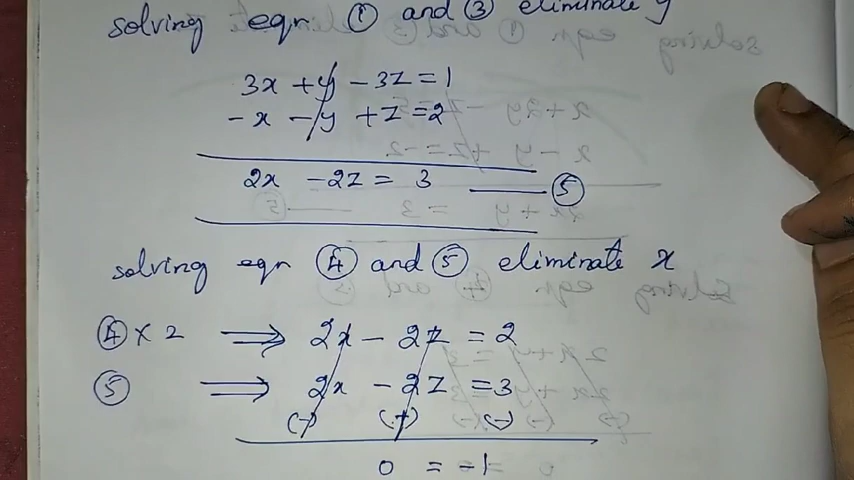 solving eqn ① and ③ eliminate y
3x + y - 3z = 1
- x - y + z = 2
2x - 2z = 3 ——— ⑤
solving eqn ④ and ⑤ eliminate x
④ x 2 ⟹ 2x - 2z = 2
⑤ ⟹ 2x - 2z = 3
(-) (+) (-)
0 = -1